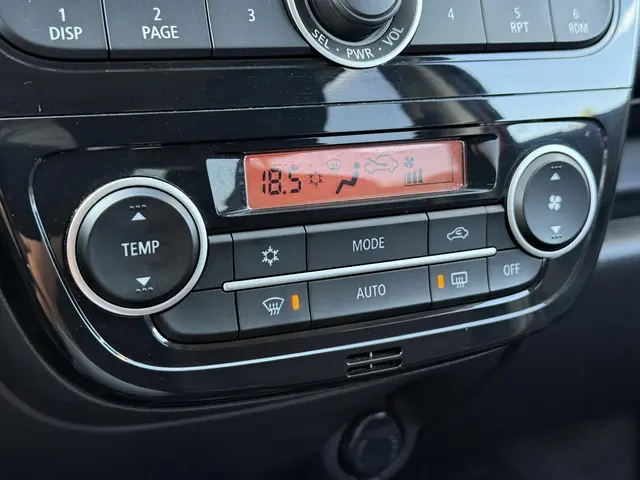 1 DISP
2 PAGE
3
SEL · PWR · VOL
4
5 RPT
6 RDM
18.5
TEMP
MODE
AUTO
OFF